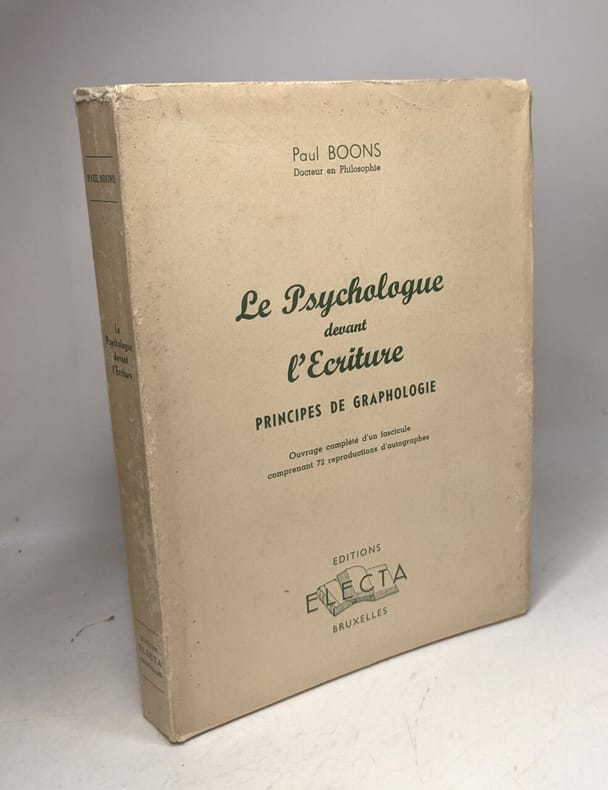 Paul BOONS
Docteur en Philosophie
Le Psychologue
devant
l'Ecriture
PRINCIPES DE GRAPHOLOGIE
Ouvrage complété d'un fascicule
comprenant 72 reproductions d'autographes
EDITIONS
ELECTA
BRUXELLES
PAUL BOONS
Le
Psychologue
devant
l'Ecriture
ELECTA